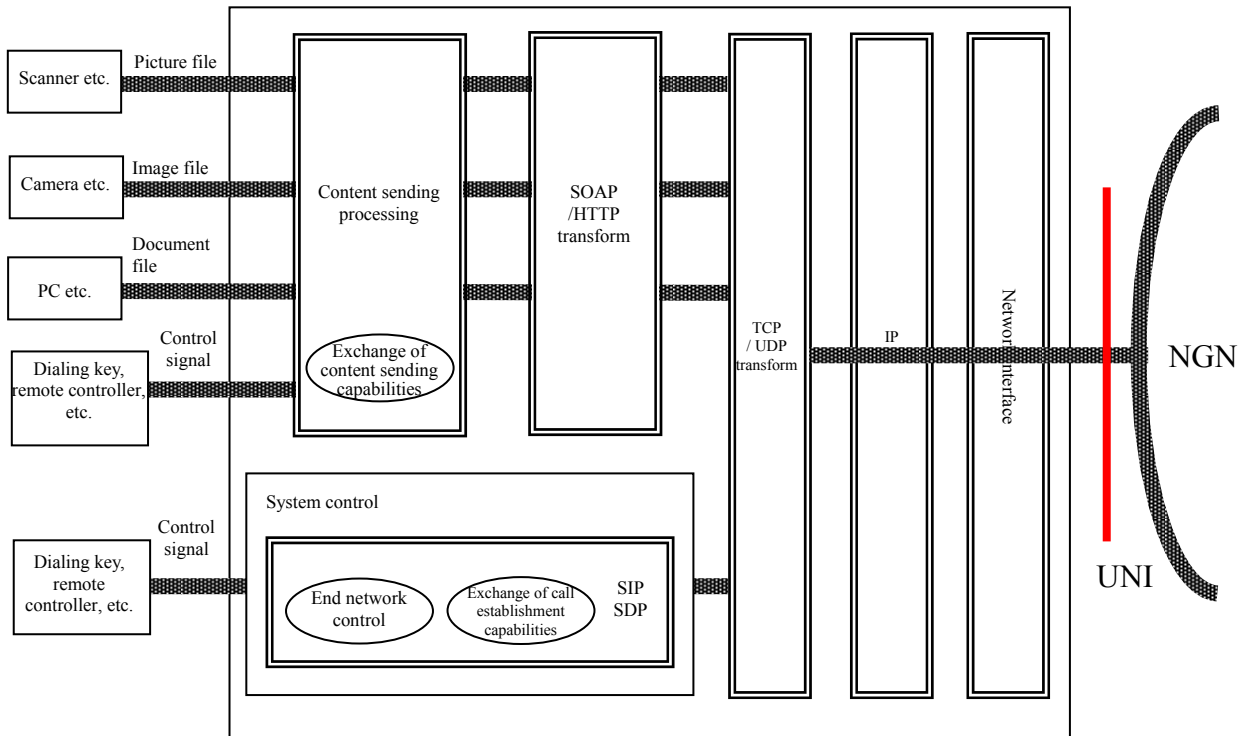 Scanner etc.
Picture file
Camera etc.
Image file
PC etc.
Document
file
Dialing key,
remote controller,
etc.
Control
signal
Content sending
processing
Exchange of
content sending
capabilities
SOAP
/HTTP
transform
TCP
/ UDP
transform
IP
Network interface
NGN
UNI
Dialing key,
remote
controller, etc.
Control
signal
System control
End network
control
Exchange of call
establishment
capabilities
SIP
SDP